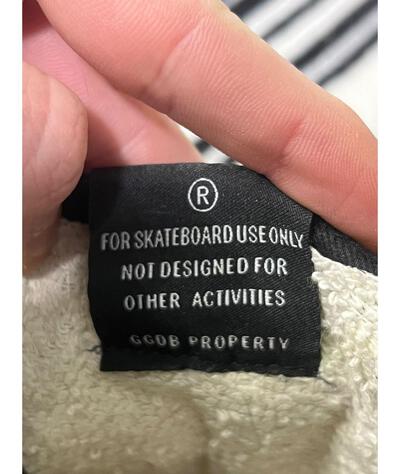 ®
FOR SKATEBOARD USE ONLY
NOT DESIGNED FOR
OTHER ACTIVITIES
GGDB PROPERTY